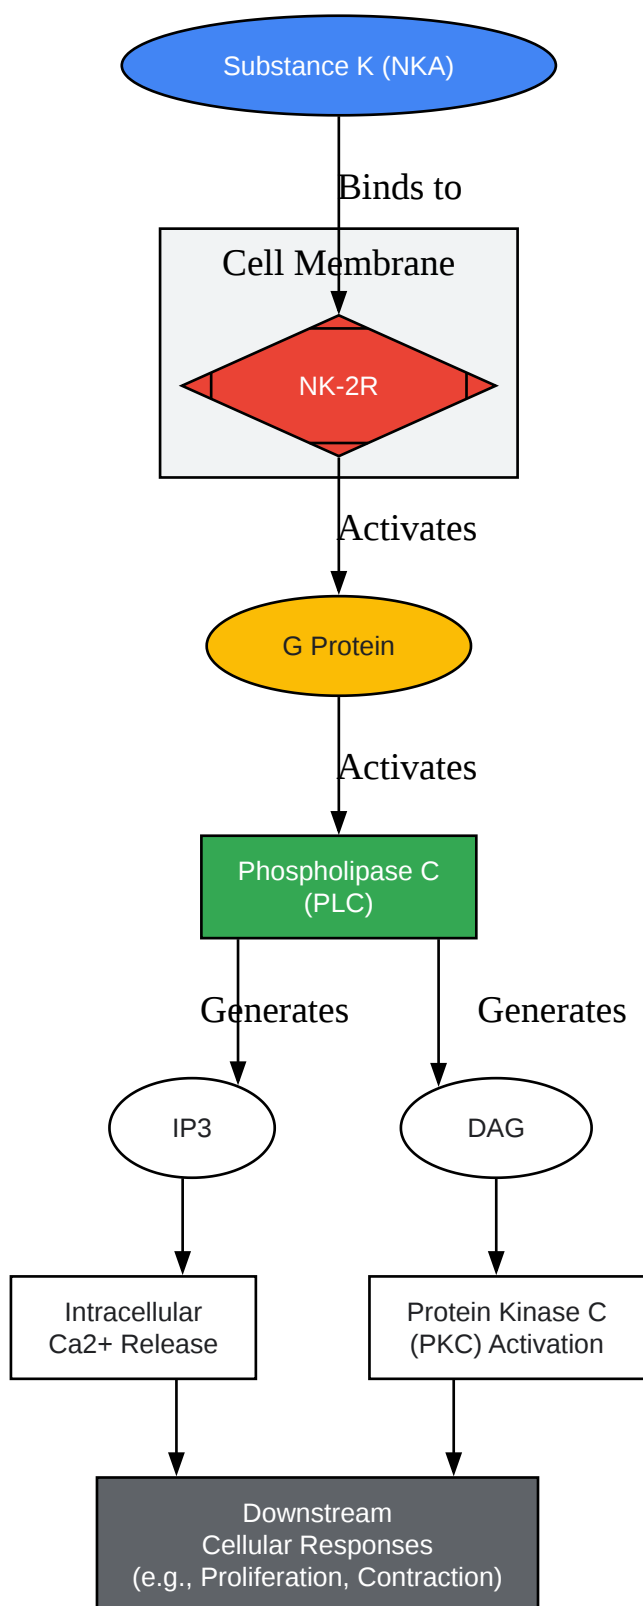 Substance K (NKA)
Binds to
Cell Membrane
NK-2R
Activates
G Protein
Activates
Phospholipase C
(PLC)
Generates
Generates
IP3
DAG
Intracellular
Ca2+ Release
Protein Kinase C
(PKC) Activation
Downstream
Cellular Responses
(e.g., Proliferation, Contraction)